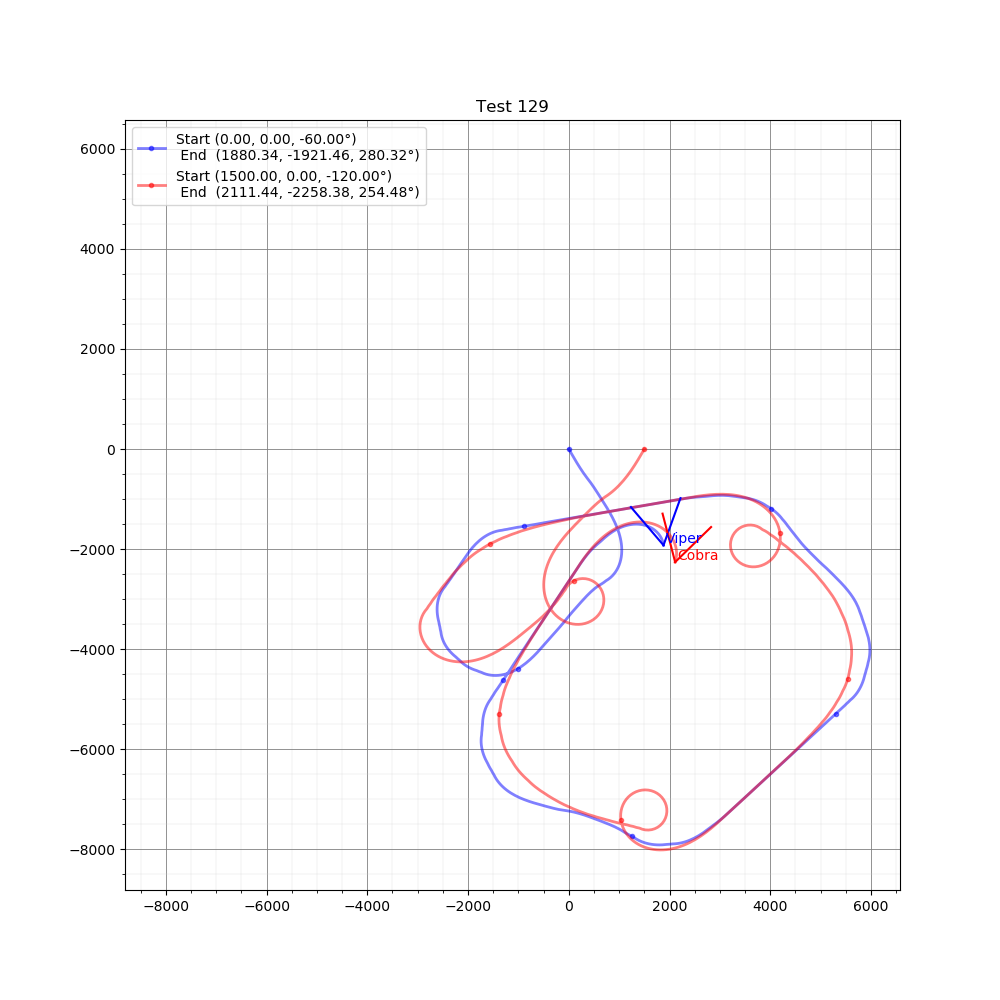 Test 129
Start (0.00, 0.00, -60.00°)
End  (1880.34, -1921.46, 280.32°)
Start (1500.00, 0.00, -120.00°)
End  (2111.44, -2258.38, 254.48°)
6000
4000
2000
0
−2000
−4000
−6000
−8000
Viper
Cobra
−8000 −6000 −4000 −2000 0 2000 4000 6000